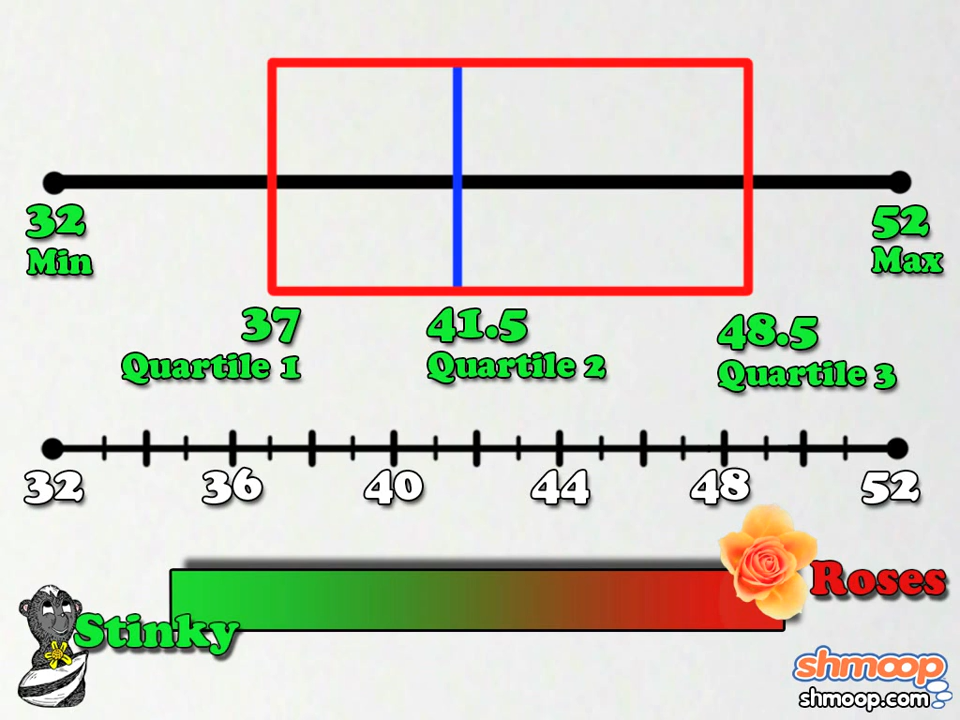 32
Min
52
Max
37
Quartile 1
41.5
Quartile 2
48.5
Quartile 3
32 36 40 44 48 52
Stinky
Roses
shmoop
shmoop.com